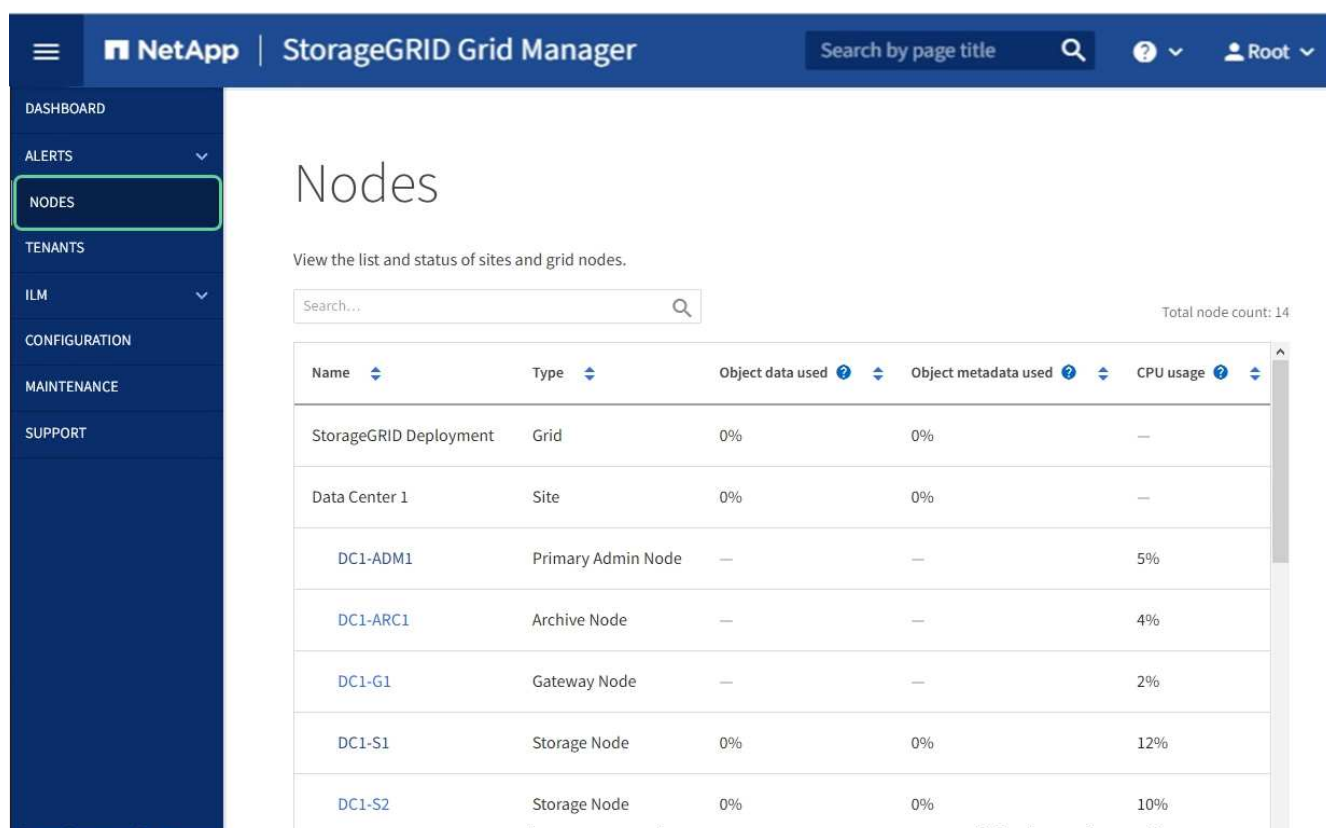 NetApp | StorageGRID Grid Manager Search by page title ? Root
DASHBOARD
ALERTS
NODES
TENANTS
ILM
CONFIGURATION
MAINTENANCE
SUPPORT
Nodes
View the list and status of sites and grid nodes.
Search...
Total node count: 14
Name Type Object data used ? Object metadata used ? CPU usage ?
StorageGRID Deployment Grid 0% 0% —
Data Center 1 Site 0% 0% —
DC1-ADM1 Primary Admin Node — — 5%
DC1-ARC1 Archive Node — — 4%
DC1-G1 Gateway Node — — 2%
DC1-S1 Storage Node 0% 0% 12%
DC1-S2 Storage Node 0% 0% 10%